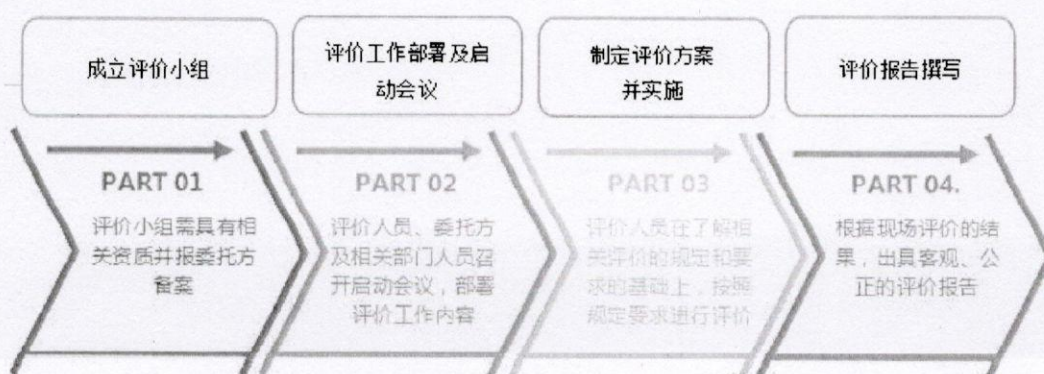 成立评价小组
评价工作部署及启
动会议
制定评价方案
并实施
评价报告撰写
PART 01
评价小组需具有相
关资质并报委托方
备案
PART 02
评价人员、委托方
及相关部门人员召
开启动会议，部署
评价工作内容
PART 03
评价人员在了解相
关评价的规定和要
求的基础上，按照
规定要求进行评价
PART 04.
根据现场评价的结
果，出具客观、公
正的评价报告